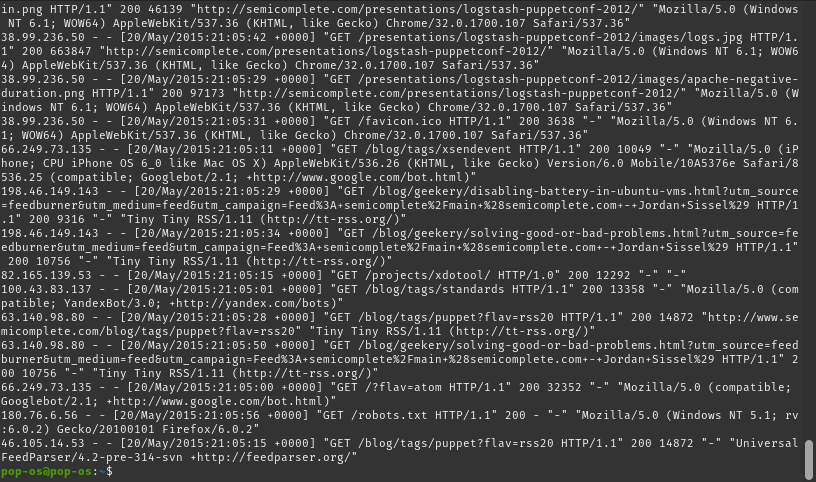 in.png HTTP/1.1" 200 46139 "http://semicomplete.com/presentations/logstash-puppetconf-2012/" "Mozilla/5.0 (Windows
 NT 6.1; WOW64) AppleWebKit/537.36 (KHTML, like Gecko) Chrome/32.0.1700.107 Safari/537.36"
38.99.236.50 - - [20/May/2015:21:05:42 +0000] "GET /presentations/logstash-puppetconf-2012/images/logs.jpg HTTP/1.
1" 200 663847 "http://semicomplete.com/presentations/logstash-puppetconf-2012/" "Mozilla/5.0 (Windows NT 6.1; WOW6
4) AppleWebKit/537.36 (KHTML, like Gecko) Chrome/32.0.1700.107 Safari/537.36"
38.99.236.50 - - [20/May/2015:21:05:29 +0000] "GET /presentations/logstash-puppetconf-2012/images/apache-negative-
duration.png HTTP/1.1" 200 97173 "http://semicomplete.com/presentations/logstash-puppetconf-2012/" "Mozilla/5.0 (W
indows NT 6.1; WOW64) AppleWebKit/537.36 (KHTML, like Gecko) Chrome/32.0.1700.107 Safari/537.36"
38.99.236.50 - - [20/May/2015:21:05:31 +0000] "GET /favicon.ico HTTP/1.1" 200 3638 "-" "Mozilla/5.0 (Windows NT 6.
1; WOW64) AppleWebKit/537.36 (KHTML, like Gecko) Chrome/32.0.1700.107 Safari/537.36"
66.249.73.135 - - [20/May/2015:21:05:11 +0000] "GET /blog/tags/xsendevent HTTP/1.1" 200 10049 "-" "Mozilla/5.0 (iP
hone; CPU iPhone OS 6_0 like Mac OS X) AppleWebKit/536.26 (KHTML, like Gecko) Version/6.0 Mobile/10A5376e Safari/8
536.25 (compatible; Googlebot/2.1; +http://www.google.com/bot.html)"
198.46.149.143 - - [20/May/2015:21:05:29 +0000] "GET /blog/geekery/disabling-battery-in-ubuntu-vms.html?utm_source
=feedburner&utm_medium=feed&utm_campaign=Feed%3A+semicomplete%2Fmain+%28semicomplete.com+-+Jordan+Sissel%29 HTTP/1
.1" 200 9316 "-" "Tiny Tiny RSS/1.11 (http://tt-rss.org/)"
198.46.149.143 - - [20/May/2015:21:05:34 +0000] "GET /blog/geekery/solving-good-or-bad-problems.html?utm_source=fe
edburner&utm_medium=feed&utm_campaign=Feed%3A+semicomplete%2Fmain+%28semicomplete.com+-+Jordan+Sissel%29 HTTP/1.1"
 200 10756 "-" "Tiny Tiny RSS/1.11 (http://tt-rss.org/)"
82.165.139.53 - - [20/May/2015:21:05:15 +0000] "GET /projects/xdotool/ HTTP/1.0" 200 12292 "-" "-"
100.43.83.137 - - [20/May/2015:21:05:01 +0000] "GET /blog/tags/standards HTTP/1.1" 200 13358 "-" "Mozilla/5.0 (com
patible; YandexBot/3.0; +http://yandex.com/bots)"
63.140.98.80 - - [20/May/2015:21:05:28 +0000] "GET /blog/tags/puppet?flav=rss20 HTTP/1.1" 200 14872 "http://www.se
micomplete.com/blog/tags/puppet?flav=rss20" "Tiny Tiny RSS/1.11 (http://tt-rss.org/)"
63.140.98.80 - - [20/May/2015:21:05:50 +0000] "GET /blog/geekery/solving-good-or-bad-problems.html?utm_source=feed
burner&utm_medium=feed&utm_campaign=Feed%3A+semicomplete%2Fmain+%28semicomplete.com+-+Jordan+Sissel%29 HTTP/1.1" 2
00 10756 "-" "Tiny Tiny RSS/1.11 (http://tt-rss.org/)"
66.249.73.135 - - [20/May/2015:21:05:00 +0000] "GET /?flav=atom HTTP/1.1" 200 32352 "-" "Mozilla/5.0 (compatible; 
Googlebot/2.1; +http://www.google.com/bot.html)"
180.76.6.56 - - [20/May/2015:21:05:56 +0000] "GET /robots.txt HTTP/1.1" 200 - "-" "Mozilla/5.0 (Windows NT 5.1; rv
:6.0.2) Gecko/20100101 Firefox/6.0.2"
46.105.14.53 - - [20/May/2015:21:05:15 +0000] "GET /blog/tags/puppet?flav=rss20 HTTP/1.1" 200 14872 "-" "Universal
FeedParser/4.2-pre-314-svn +http://feedparser.org/"
pop-os@pop-os:~$